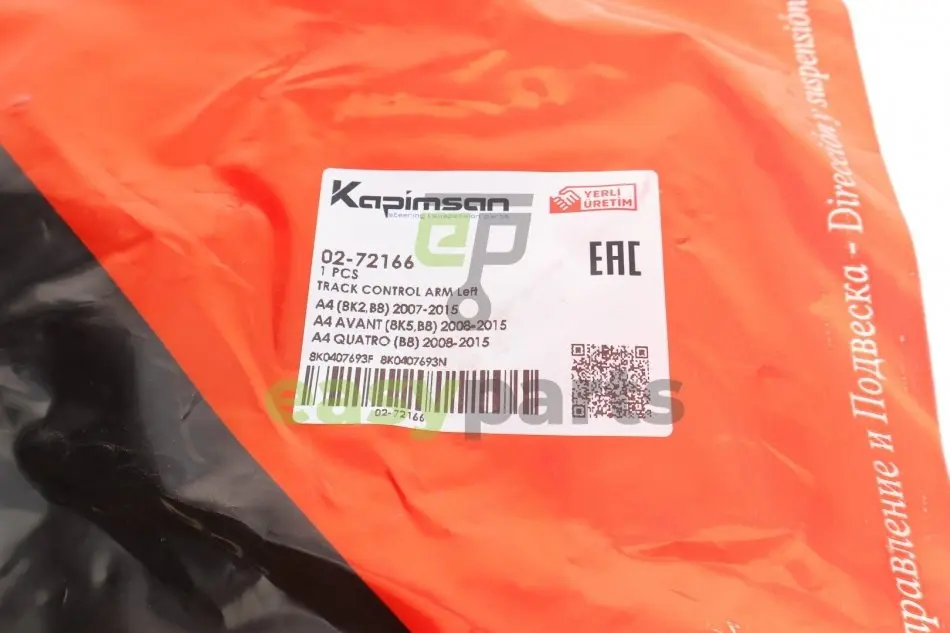 Kapimsan
steering & suspension parts
YERLİ
ÜRETİM
EAC
02-72166
1 PCS
TRACK CONTROL ARM Left
A4 (8K2,B8) 2007-2015
A4 AVANT (8K5,B8) 2008-2015
A4 QUATRO (B8) 2008-2015
8K0407693F 8K0407693N
02-72166
ep
easyparts
правление и Подвеска - Dirección y suspensión